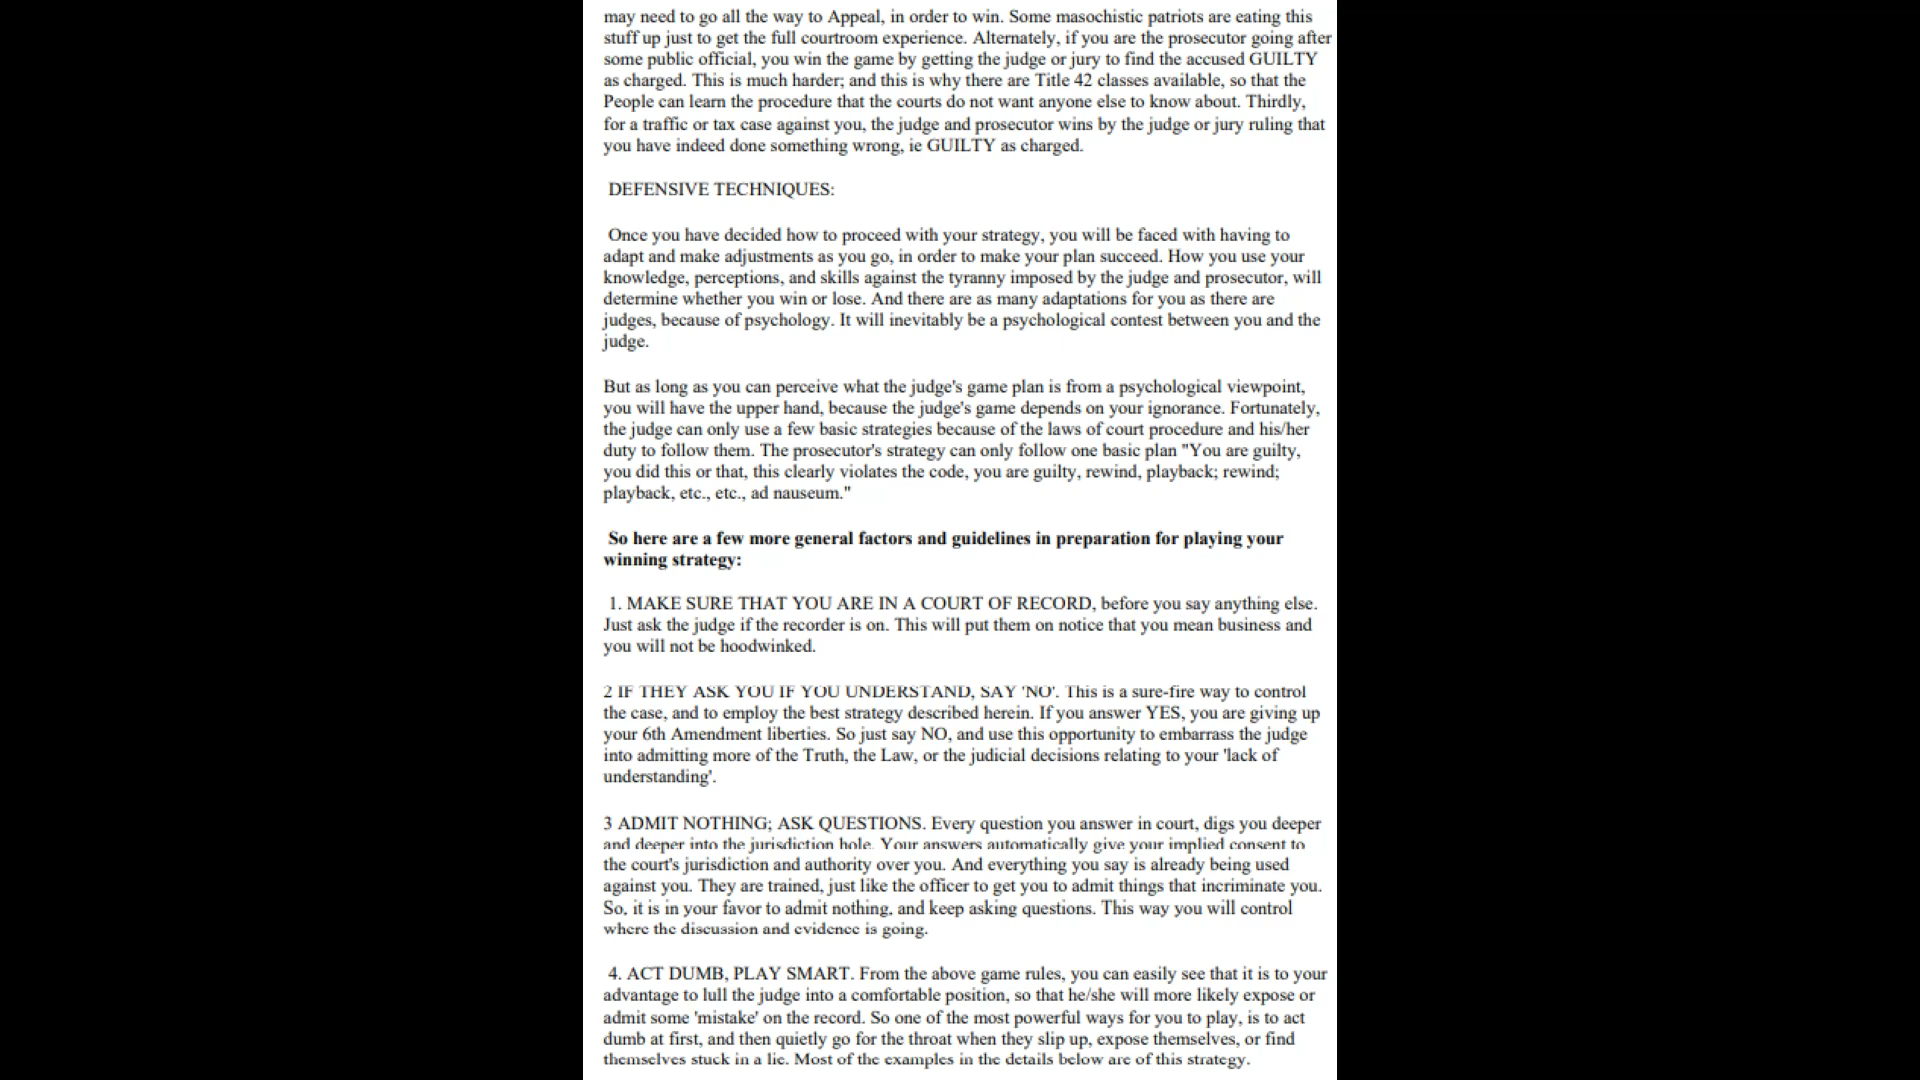 may need to go all the way to Appeal, in order to win. Some masochistic patriots are eating this
stuff up just to get the full courtroom experience. Alternately, if you are the prosecutor going after
some public official, you win the game by getting the judge or jury to find the accused GUILTY
as charged. This is much harder; and this is why there are Title 42 classes available, so that the
People can learn the procedure that the courts do not want anyone else to know about. Thirdly,
for a traffic or tax case against you, the judge and prosecutor wins by the judge or jury ruling that
you have indeed done something wrong, ie GUILTY as charged.
DEFENSIVE TECHNIQUES:
Once you have decided how to proceed with your strategy, you will be faced with having to
adapt and make adjustments as you go, in order to make your plan succeed. How you use your
knowledge, perceptions, and skills against the tyranny imposed by the judge and prosecutor, will
determine whether you win or lose. And there are as many adaptations for you as there are
judges, because of psychology. It will inevitably be a psychological contest between you and the
judge.
But as long as you can perceive what the judge's game plan is from a psychological viewpoint,
you will have the upper hand, because the judge's game depends on your ignorance. Fortunately,
the judge can only use a few basic strategies because of the laws of court procedure and his/her
duty to follow them. The prosecutor's strategy can only follow one basic plan "You are guilty,
you did this or that, this clearly violates the code, you are guilty, rewind, playback; rewind;
playback, etc., etc., ad nauseum."
So here are a few more general factors and guidelines in preparation for playing your
winning strategy:
1. MAKE SURE THAT YOU ARE IN A COURT OF RECORD, before you say anything else.
Just ask the judge if the recorder is on. This will put them on notice that you mean business and
you will not be hoodwinked.
2 IF THEY ASK YOU IF YOU UNDERSTAND, SAY 'NO'. This is a sure-fire way to control
the case, and to employ the best strategy described herein. If you answer YES, you are giving up
your 6th Amendment liberties. So just say NO, and use this opportunity to embarrass the judge
into admitting more of the Truth, the Law, or the judicial decisions relating to your 'lack of
understanding'.
3 ADMIT NOTHING; ASK QUESTIONS. Every question you answer in court, digs you deeper
and deeper into the jurisdiction hole. Your answers automatically give your implied consent to
the court's jurisdiction and authority over you. And everything you say is already being used
against you. They are trained, just like the officer to get you to admit things that incriminate you.
So, it is in your favor to admit nothing, and keep asking questions. This way you will control
where the discussion and evidence is going.
4. ACT DUMB, PLAY SMART. From the above game rules, you can easily see that it is to your
advantage to lull the judge into a comfortable position, so that he/she will more likely expose or
admit some 'mistake' on the record. So one of the most powerful ways for you to play, is to act
dumb at first, and then quietly go for the throat when they slip up, expose themselves, or find
themselves stuck in a lie. Most of the examples in the details below are of this strategy.